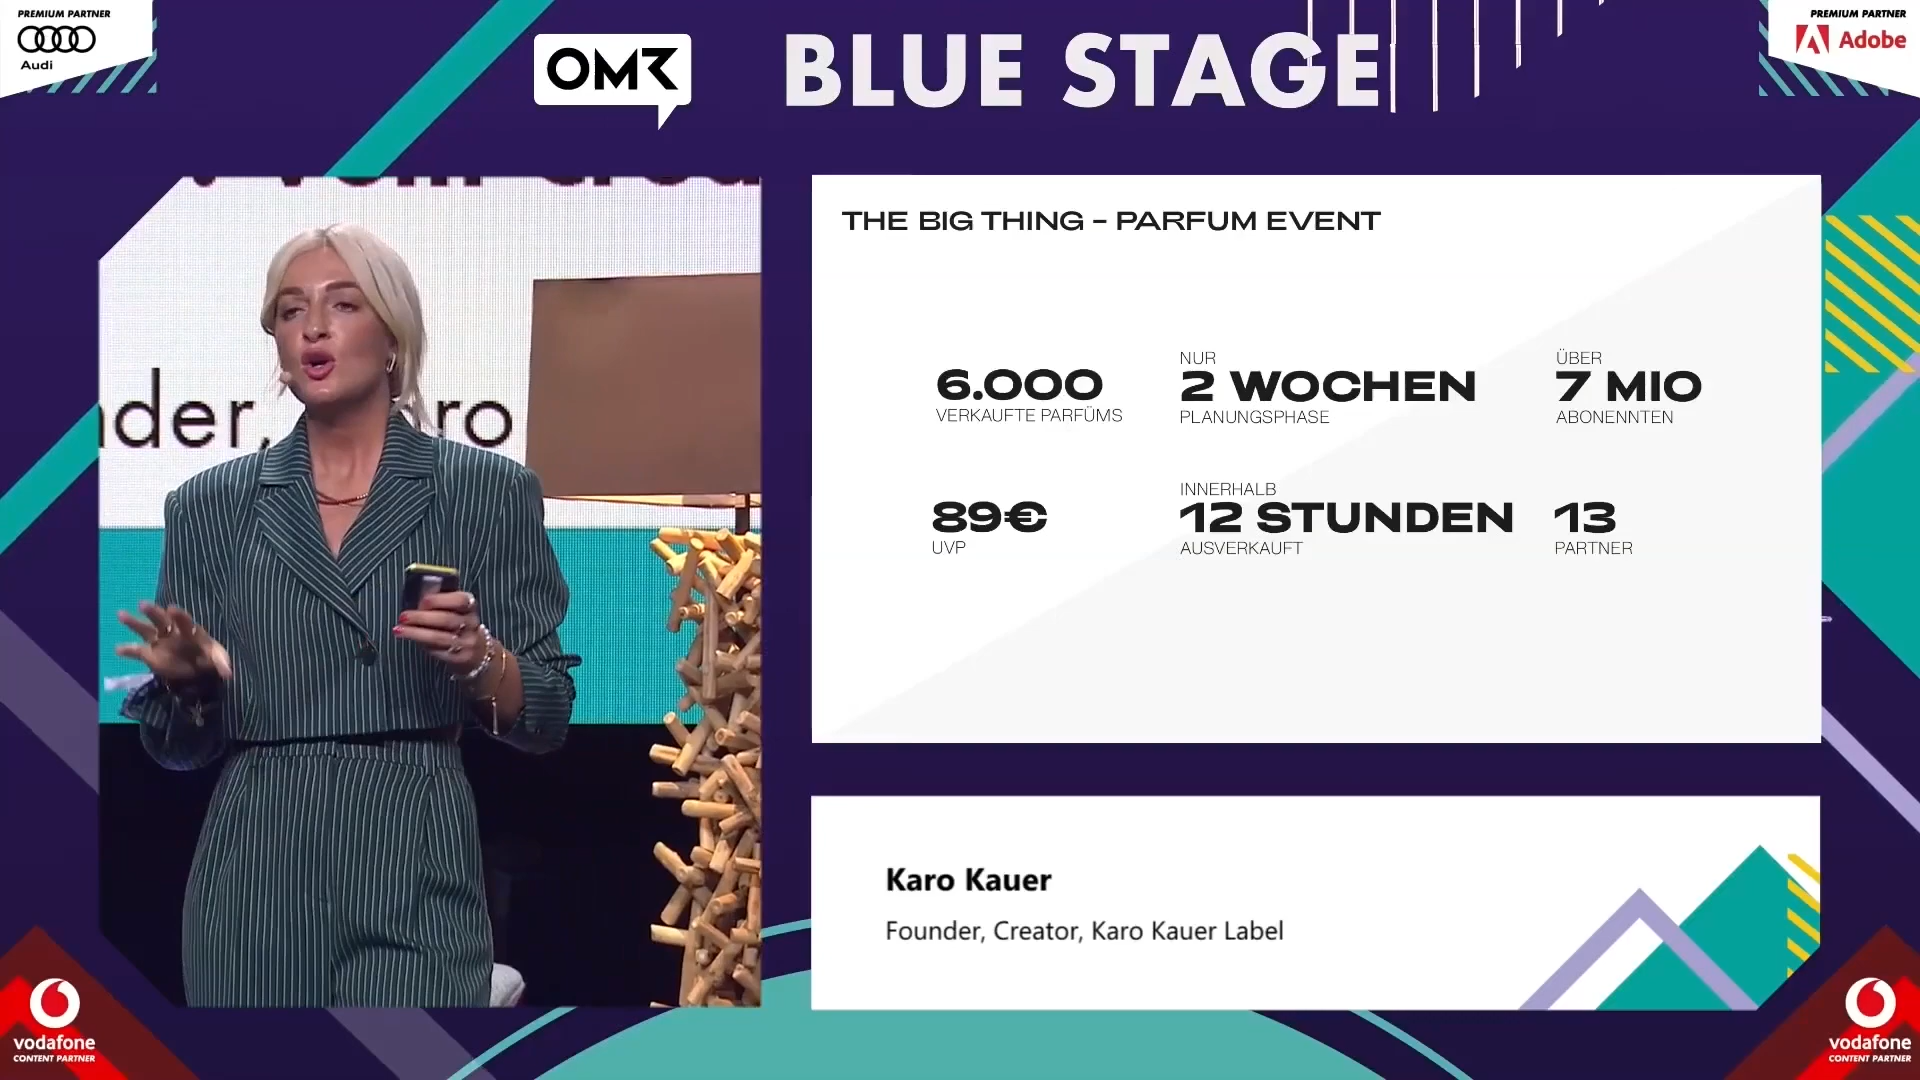 PREMIUM PARTNER
Audi
OMR
BLUE STAGE
PREMIUM PARTNER
Adobe
nder, ro
THE BIG THING – PARFUM EVENT
6.000
VERKAUFTE PARFÜMS
NUR
2 WOCHEN
PLANUNGSPHASE
ÜBER
7 MIO
ABONENNTEN
89€
UVP
INNERHALB
12 STUNDEN
AUSVERKAUFT
13
PARTNER
Karo Kauer
Founder, Creator, Karo Kauer Label
vodafone
CONTENT PARTNER
vodafone
CONTENT PARTNER